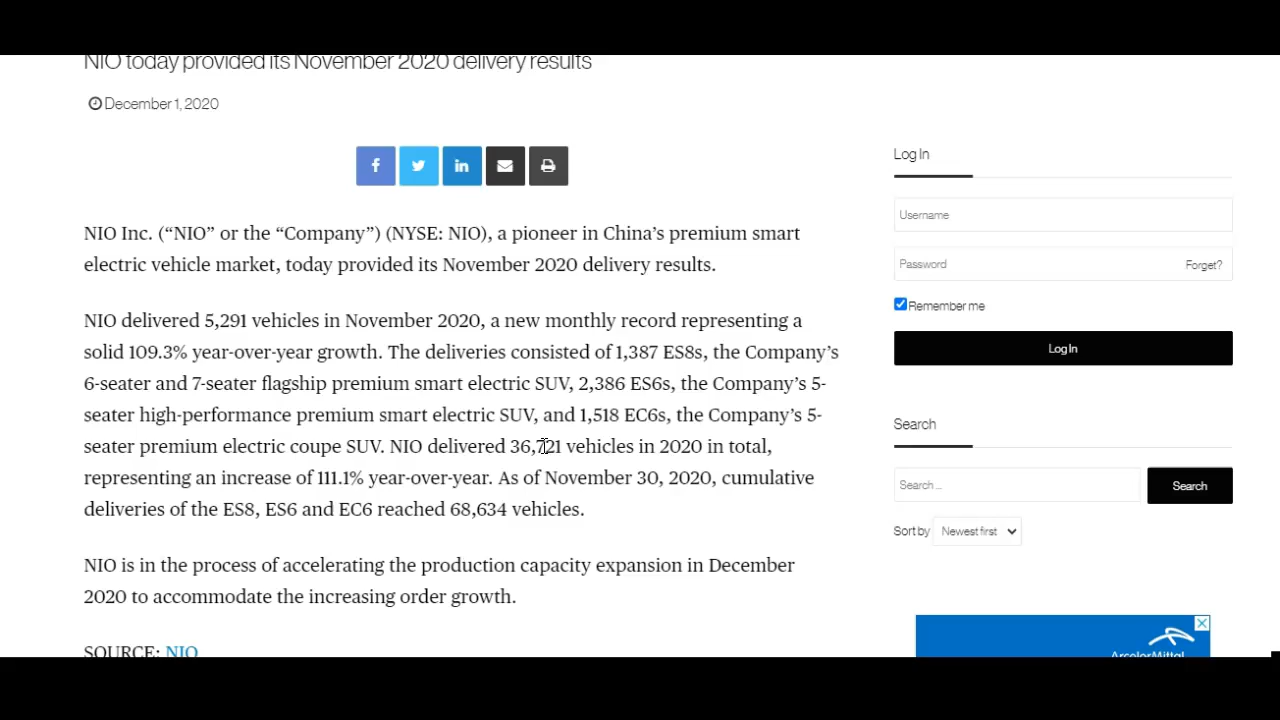 NIO today provided its November 2020 delivery results
December 1, 2020
NIO Inc. (“NIO” or the “Company”) (NYSE: NIO), a pioneer in China’s premium smart
electric vehicle market, today provided its November 2020 delivery results.
NIO delivered 5,291 vehicles in November 2020, a new monthly record representing a
solid 109.3% year-over-year growth. The deliveries consisted of 1,387 ES8s, the Company’s
6-seater and 7-seater flagship premium smart electric SUV, 2,386 ES6s, the Company’s 5-
seater high-performance premium smart electric SUV, and 1,518 EC6s, the Company’s 5-
seater premium electric coupe SUV. NIO delivered 36,721 vehicles in 2020 in total,
representing an increase of 111.1% year-over-year. As of November 30, 2020, cumulative
deliveries of the ES8, ES6 and EC6 reached 68,634 vehicles.
NIO is in the process of accelerating the production capacity expansion in December
2020 to accommodate the increasing order growth.
SOURCE: NIO
Log In
Username
Password Forget?
Remember me
Log In
Search
Search ... Search
Sort by Newest first
ArcelorMittal